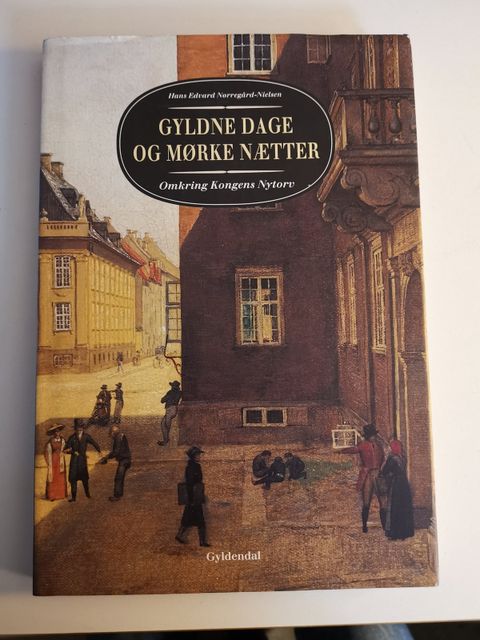 Hans Edvard Nørregård-Nielsen
GYLDNE DAGE
OG MØRKE NÆTTER
Omkring Kongens Nytorv
Gyldendal